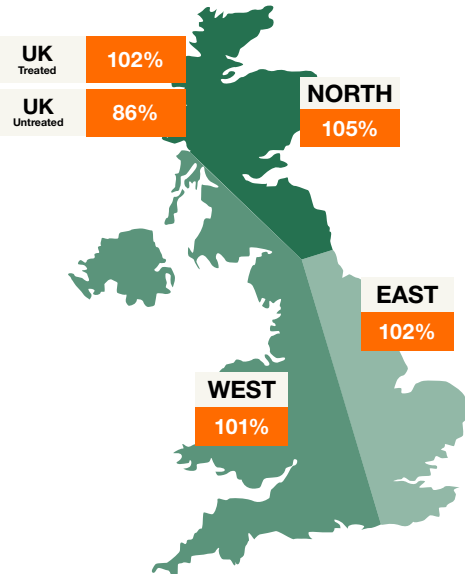 UK
Treated
102%
UK
Untreated
86%
NORTH
105%
EAST
102%
WEST
101%